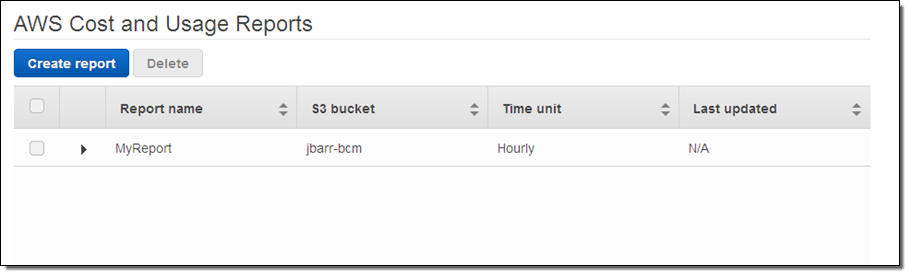 AWS Cost and Usage Reports
Create report Delete
Report name S3 bucket Time unit Last updated
MyReport jbarr-bcm Hourly N/A